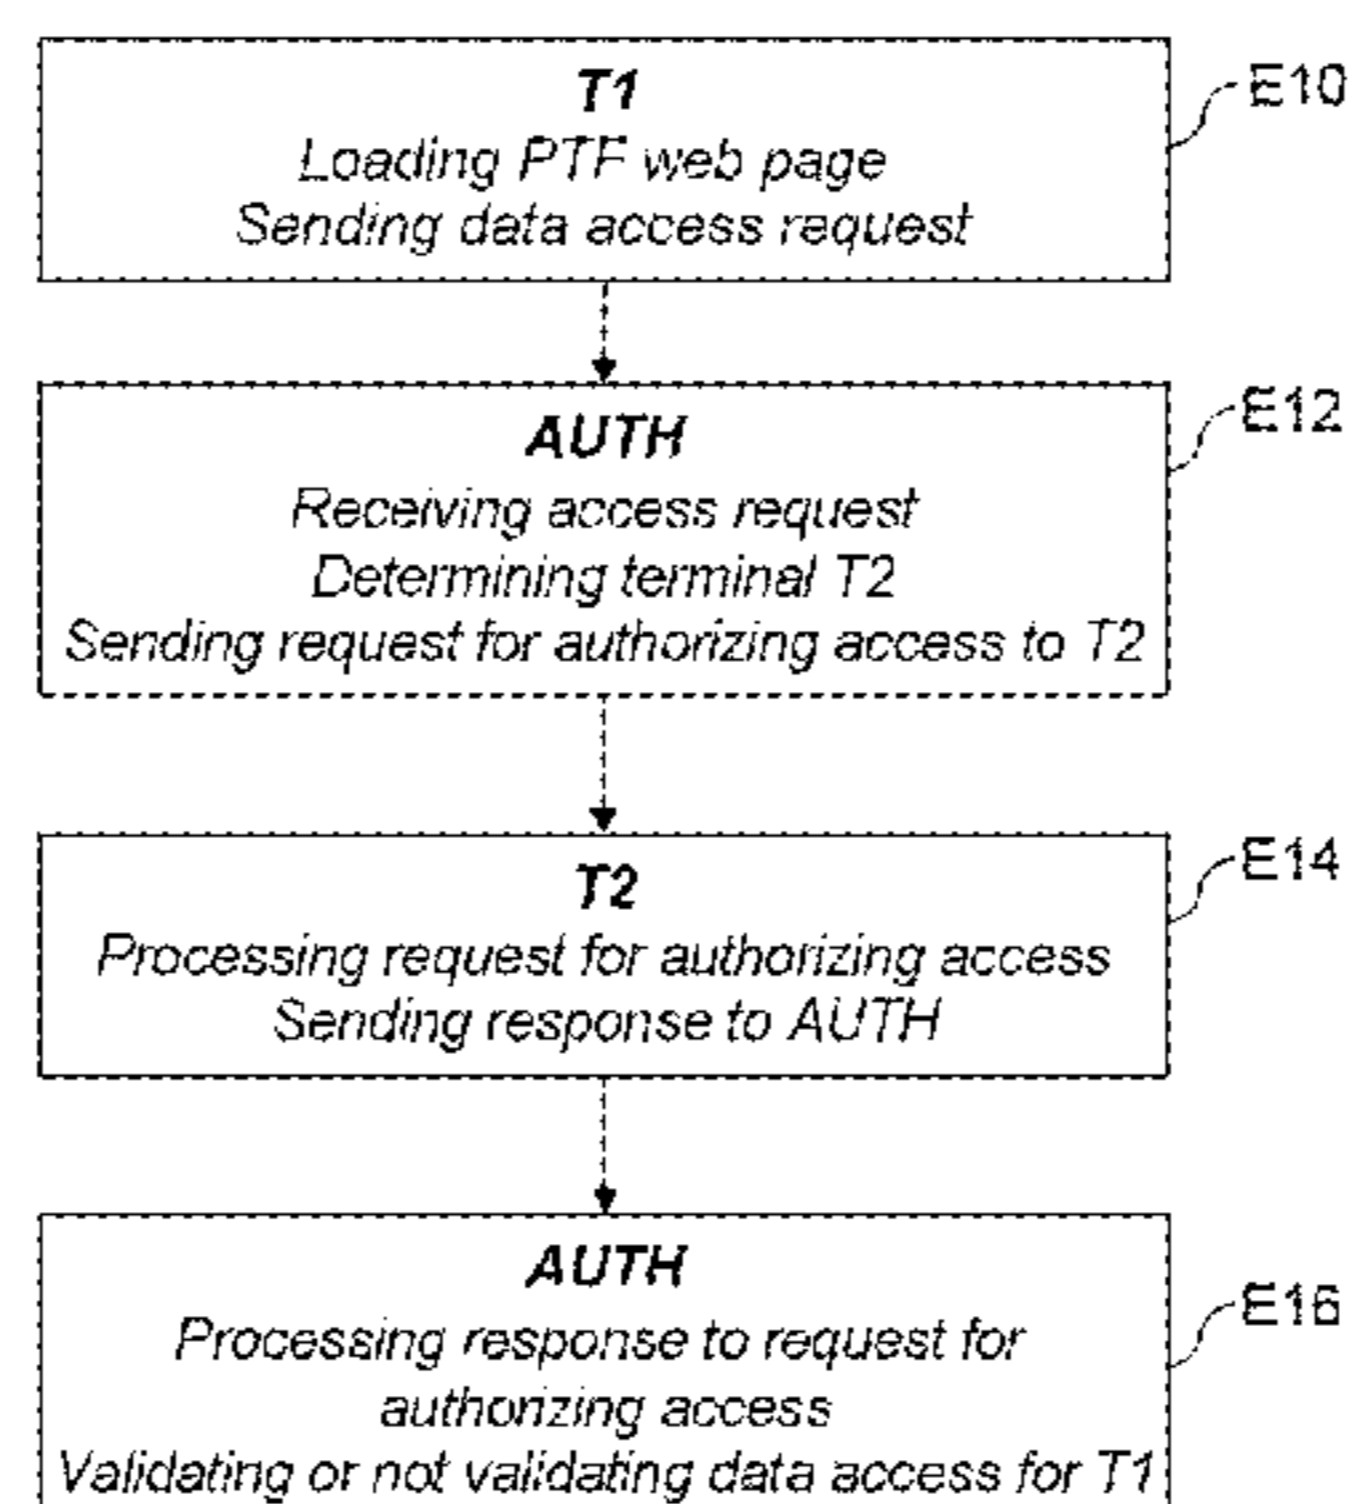 T1
Loading PTF web page
Sending data access request
E10
AUTH
Receiving access request
Determining terminal T2
Sending request for authorizing access to T2
E12
T2
Processing request for authorizing access
Sending response to AUTH
E14
AUTH
Processing response to request for
authorizing access
Validating or not validating data access for T1
E16